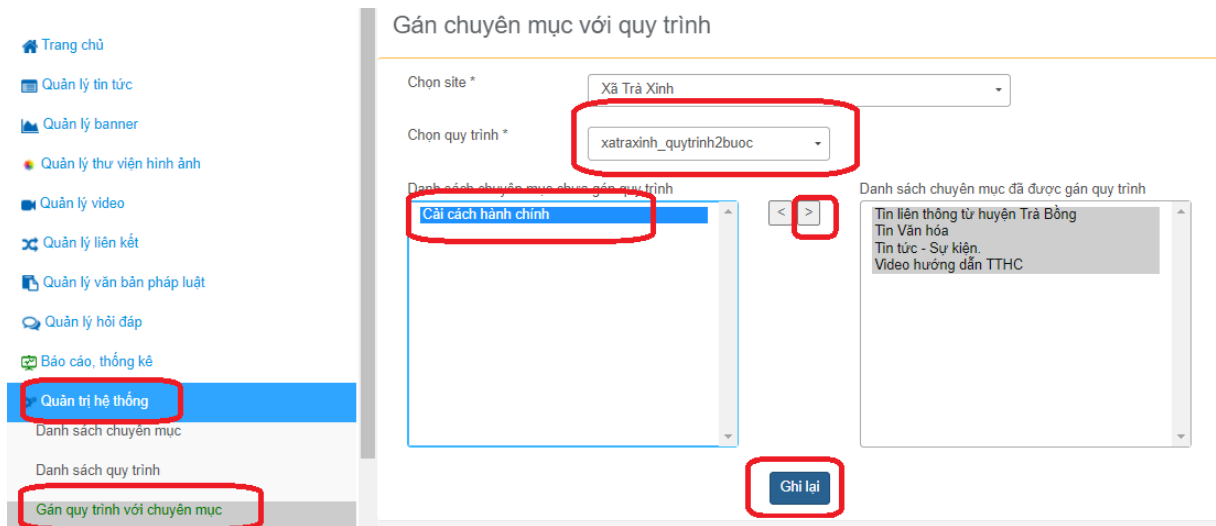 Trang chủ
Quản lý tin tức
Quản lý banner
Quản lý thư viện hình ảnh
Quản lý video
Quản lý liên kết
Quản lý văn bản pháp luật
Quản lý hỏi đáp
Báo cáo, thống kê
Quản trị hệ thống
Danh sách chuyên mục
Danh sách quy trình
Gán quy trình với chuyên mục
Gán chuyên mục với quy trình
Chọn site *
Xã Trà Xinh
Chọn quy trình *
xatraxinh_quytrinh2buoc
Danh sách chuyên mục chưa gán quy trình
Cải cách hành chính
<
>
Danh sách chuyên mục đã được gán quy trình
Tin liên thông từ huyện Trà Bồng
Tin Văn hóa
Tin tức - Sự kiện.
Video hướng dẫn TTHC
Ghi lại